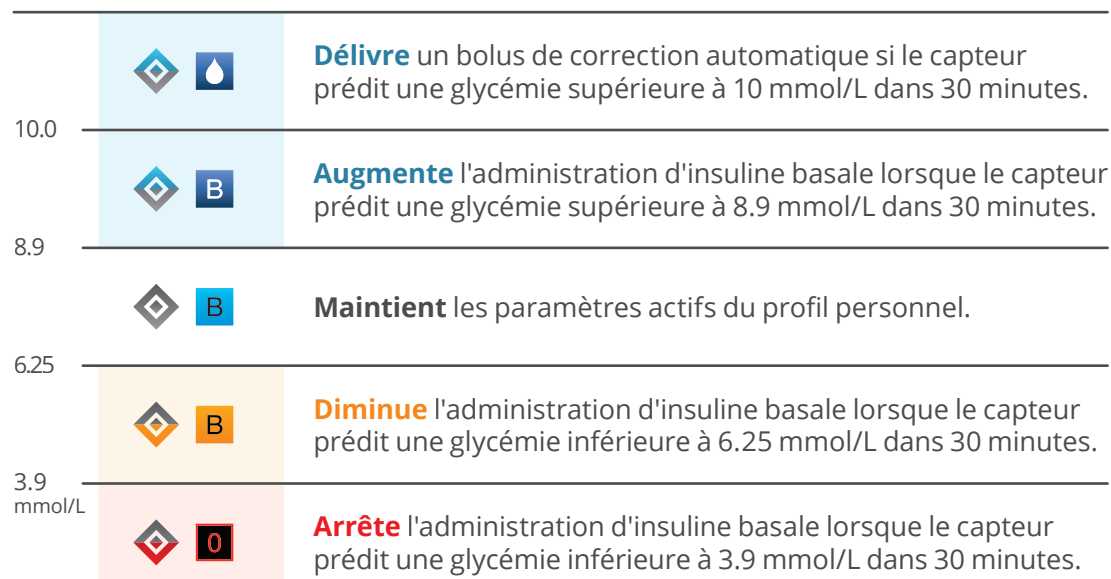 Délivre un bolus de correction automatique si le capteur
prédit une glycémie supérieure à 10 mmol/L dans 30 minutes.
10.0
B
Augmente l'administration d'insuline basale lorsque le capteur
prédit une glycémie supérieure à 8.9 mmol/L dans 30 minutes.
8.9
B
Maintient les paramètres actifs du profil personnel.
6.25
B
Diminue l'administration d'insuline basale lorsque le capteur
prédit une glycémie inférieure à 6.25 mmol/L dans 30 minutes.
3.9
mmol/L
0
Arrête l'administration d'insuline basale lorsque le capteur
prédit une glycémie inférieure à 3.9 mmol/L dans 30 minutes.